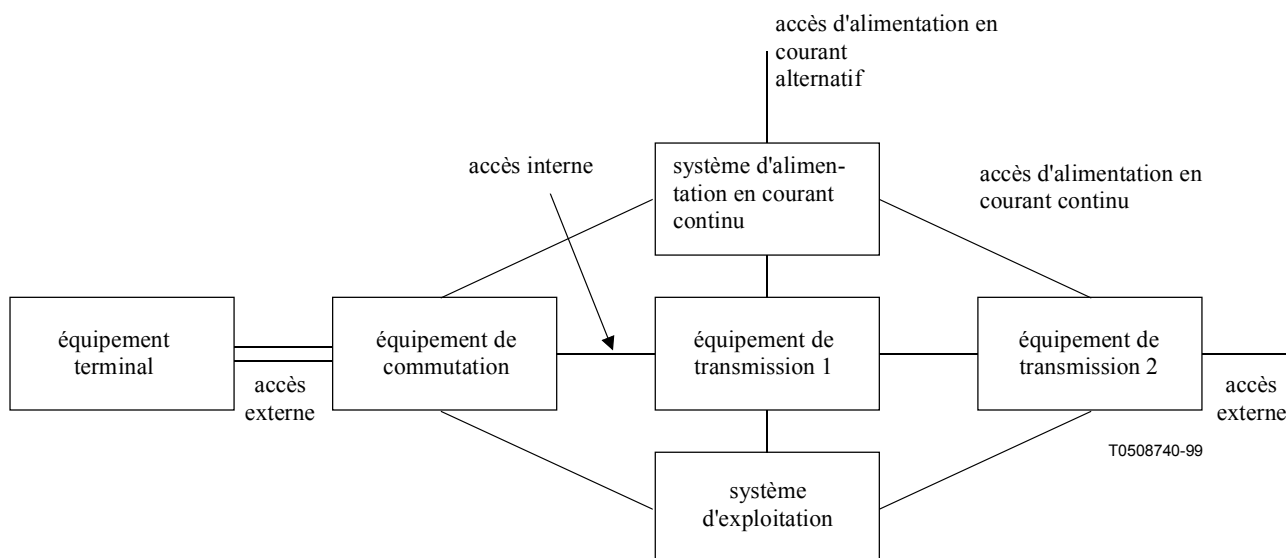 accès d'alimentation en
courant
alternatif
accès interne
système d'alimen-
tation en courant
continu
accès d'alimentation en
courant continu
équipement
terminal
accès
externe
équipement de
commutation
équipement de
transmission 1
équipement de
transmission 2
accès
externe
T0508740-99
système
d'exploitation